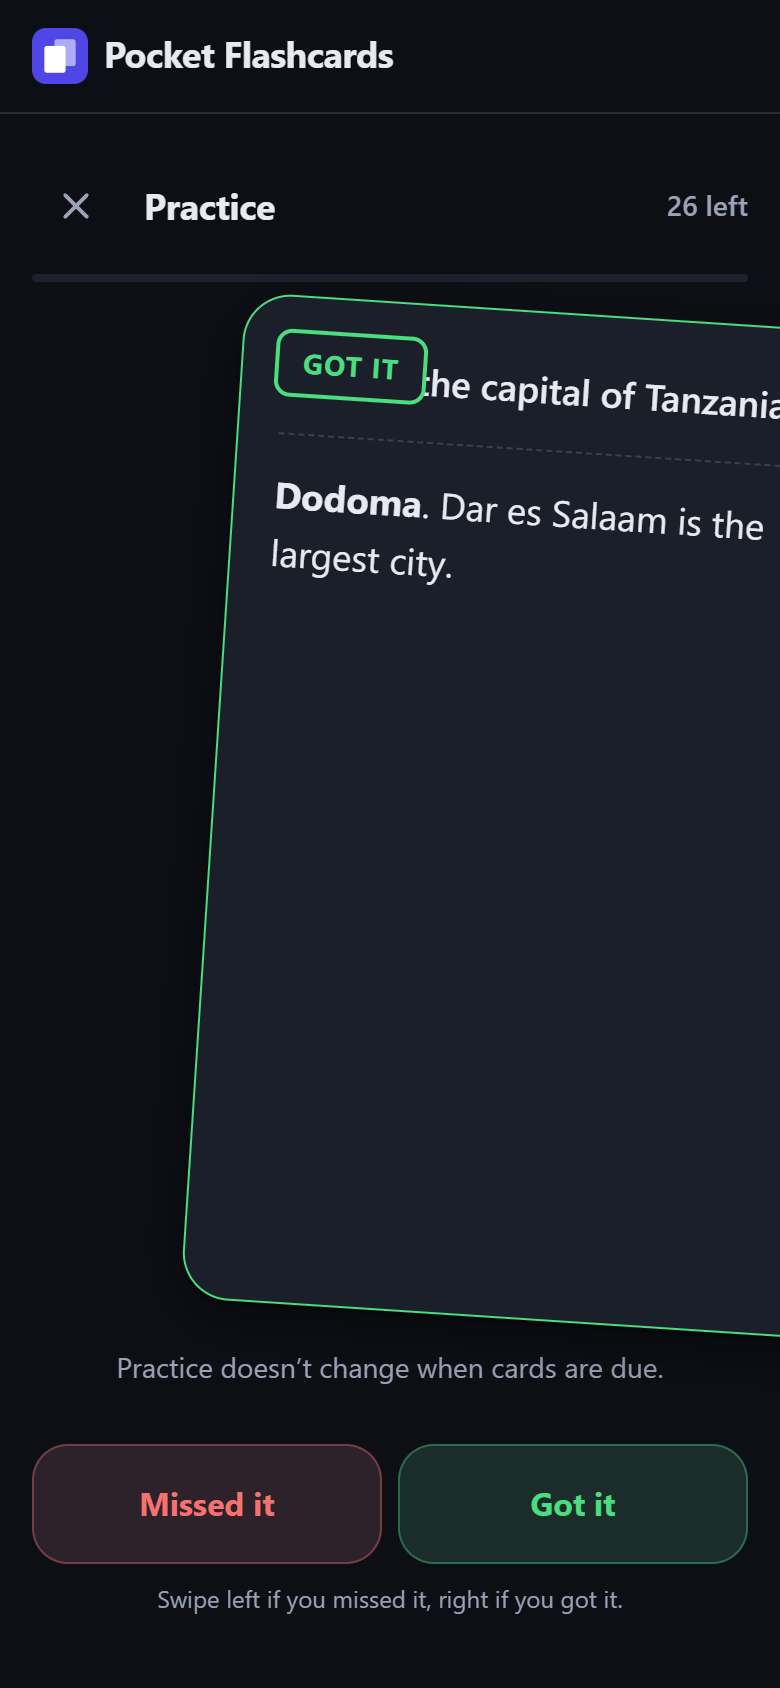 Pocket Flashcards
Practice
26 left
GOT IT
the capital of Tanzania
Dodoma. Dar es Salaam is the
largest city.
Practice doesn’t change when cards are due.
Missed it
Got it
Swipe left if you missed it, right if you got it.